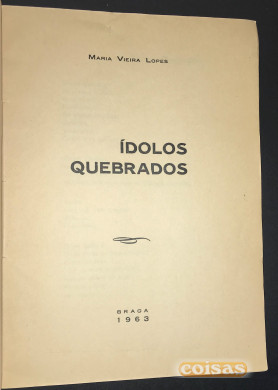 Maria Vieira Lopes
ÍDOLOS
QUEBRADOS
BRAGA
1963
coisas